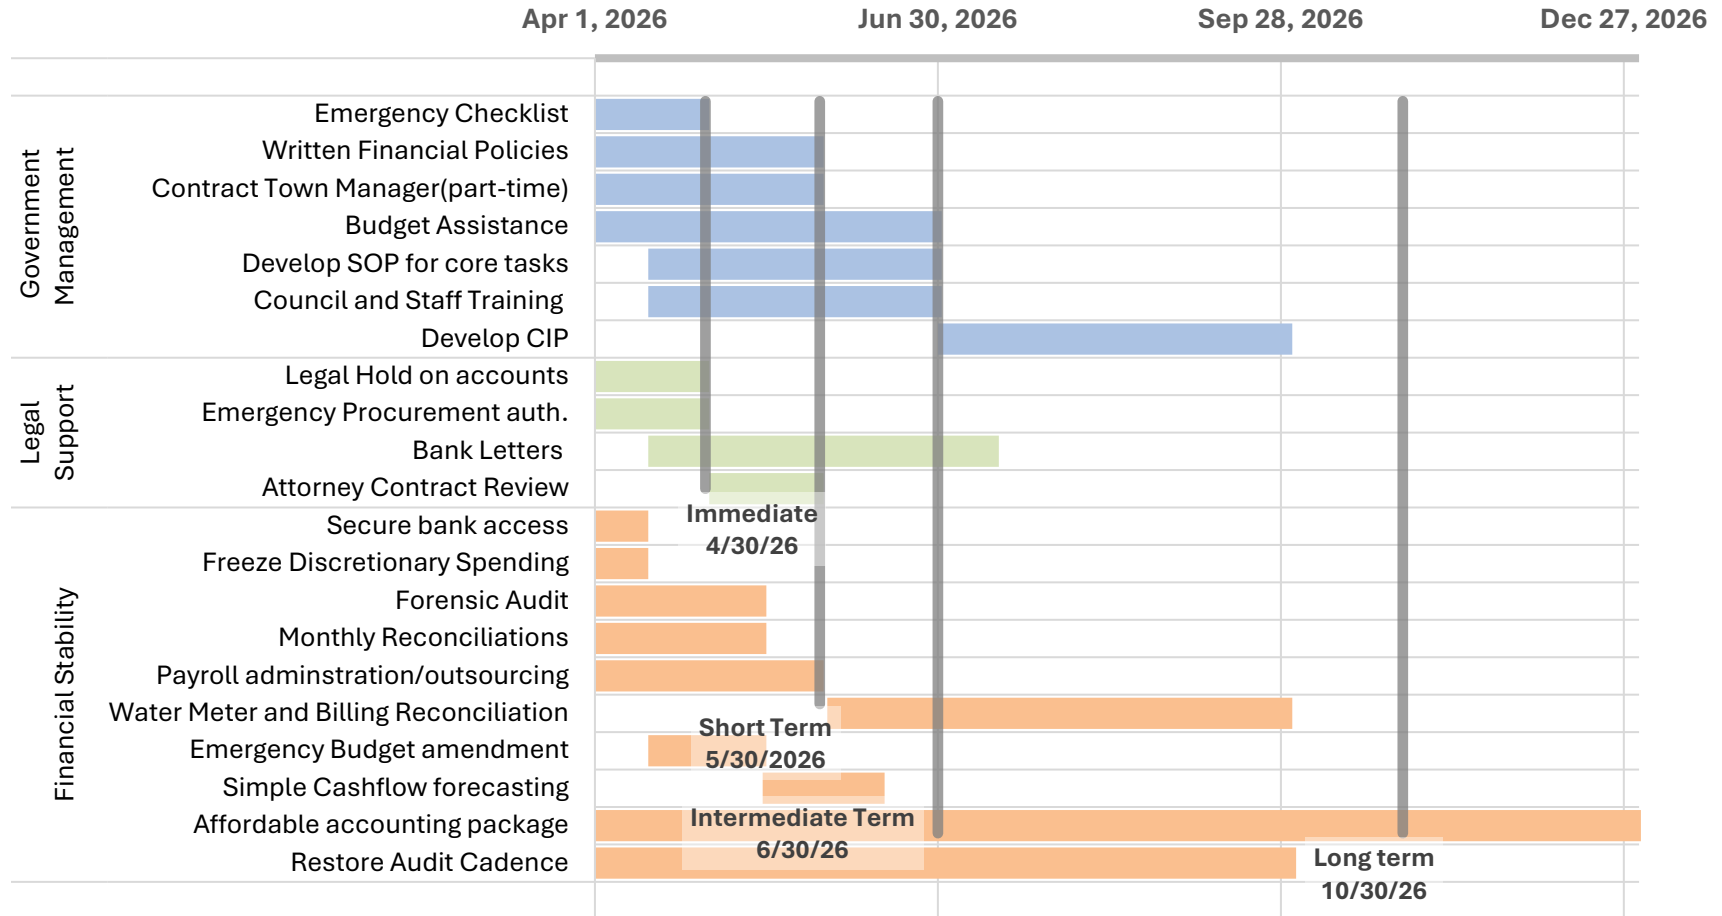 Apr 1, 2026 Jun 30, 2026 Sep 28, 2026 Dec 27, 2026
Government
Management
Emergency Checklist
Written Financial Policies
Contract Town Manager(part-time)
Budget Assistance
Develop SOP for core tasks
Council and Staff Training
Develop CIP
Legal
Support
Legal Hold on accounts
Emergency Procurement auth.
Bank Letters
Attorney Contract Review
Immediate
4/30/26
Financial Stability
Secure bank access
Freeze Discretionary Spending
Forensic Audit
Monthly Reconciliations
Payroll adminstration/outsourcing
Water Meter and Billing Reconciliation
Emergency Budget amendment
Simple Cashflow forecasting
Affordable accounting package
Restore Audit Cadence
Short Term
5/30/2026
Intermediate Term
6/30/26
Long term
10/30/26